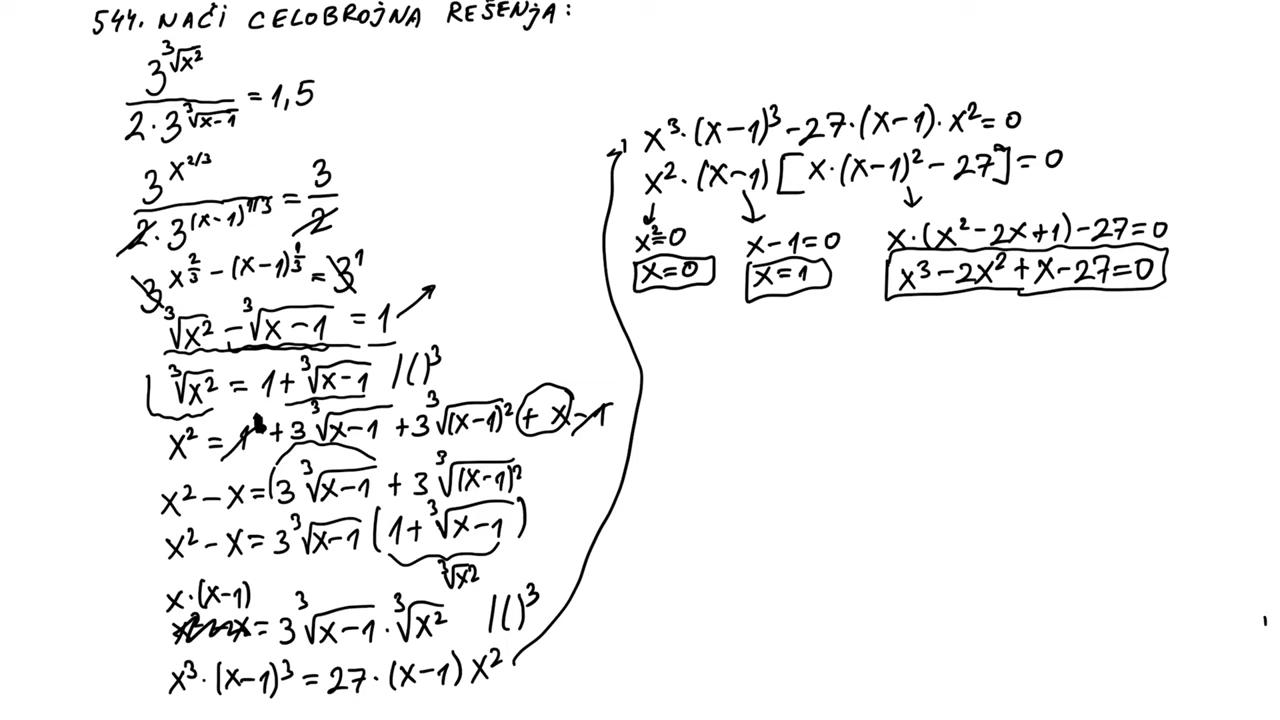 544. NAĆI CELOBROJNA REŠENJA:
3^∛(x²) / (2·3^∛(x-1)) = 1,5
3^(x^(2/3)) / (2·3^((x-1)^(1/3))) = 3/2
3^(x^(2/3) - (x-1)^(1/3)) = 3¹
∛(x²) - ∛(x-1) = 1
∛(x²) = 1 + ∛(x-1) /()³
x² = 1 + 3∛(x-1) + 3∛((x-1)²) + x - 1
x² - x = 3∛(x-1) + 3∛((x-1)²)
x² - x = 3∛(x-1) (1 + ∛(x-1))
∛(x²)
x·(x-1)
= 3∛(x-1) · ∛(x²) /()³
x³·(x-1)³ = 27·(x-1) x²
x³·(x-1)³ - 27·(x-1)·x² = 0
x²·(x-1) [x·(x-1)² - 27] = 0
x² = 0 x-1=0 x·(x²-2x+1)-27=0
x=0 x=1 x³-2x²+x-27=0